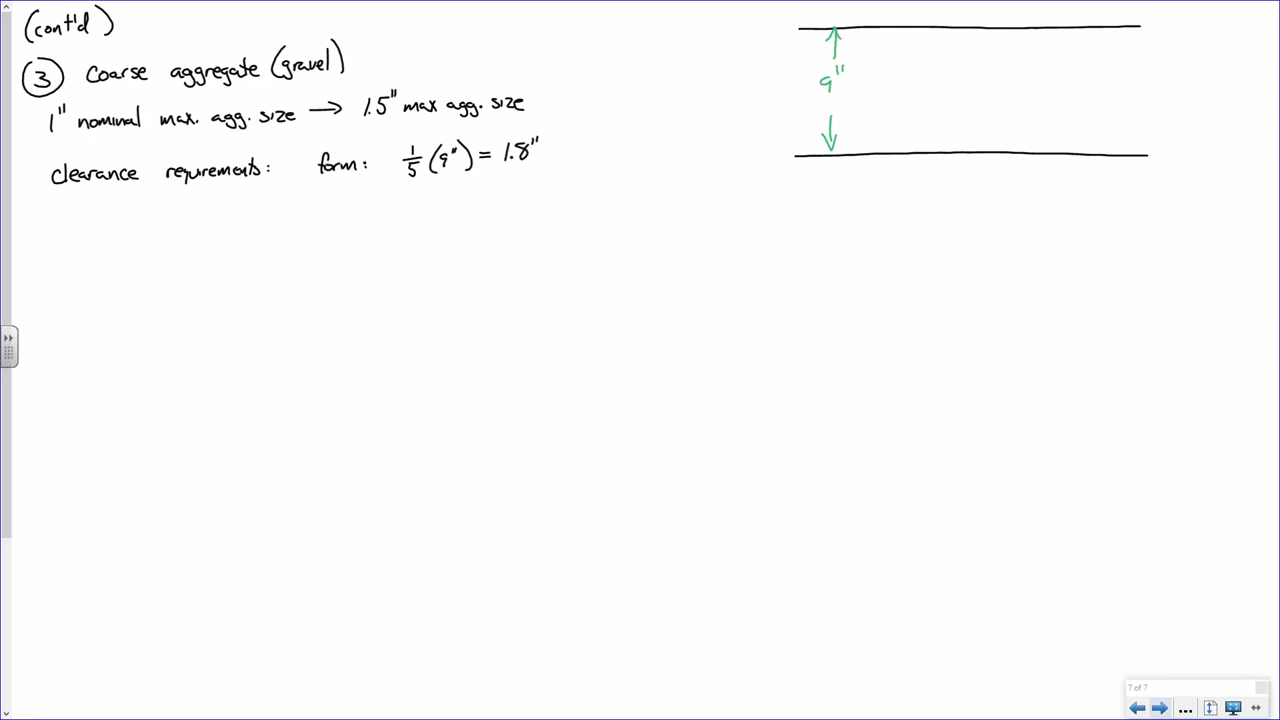 (cont'd)
③ Coarse aggregate (gravel)
1" nominal max. agg. size → 1.5" max agg. size
clearance requirements: form: 1/5 (9") = 1.8"
9"
7 of 7